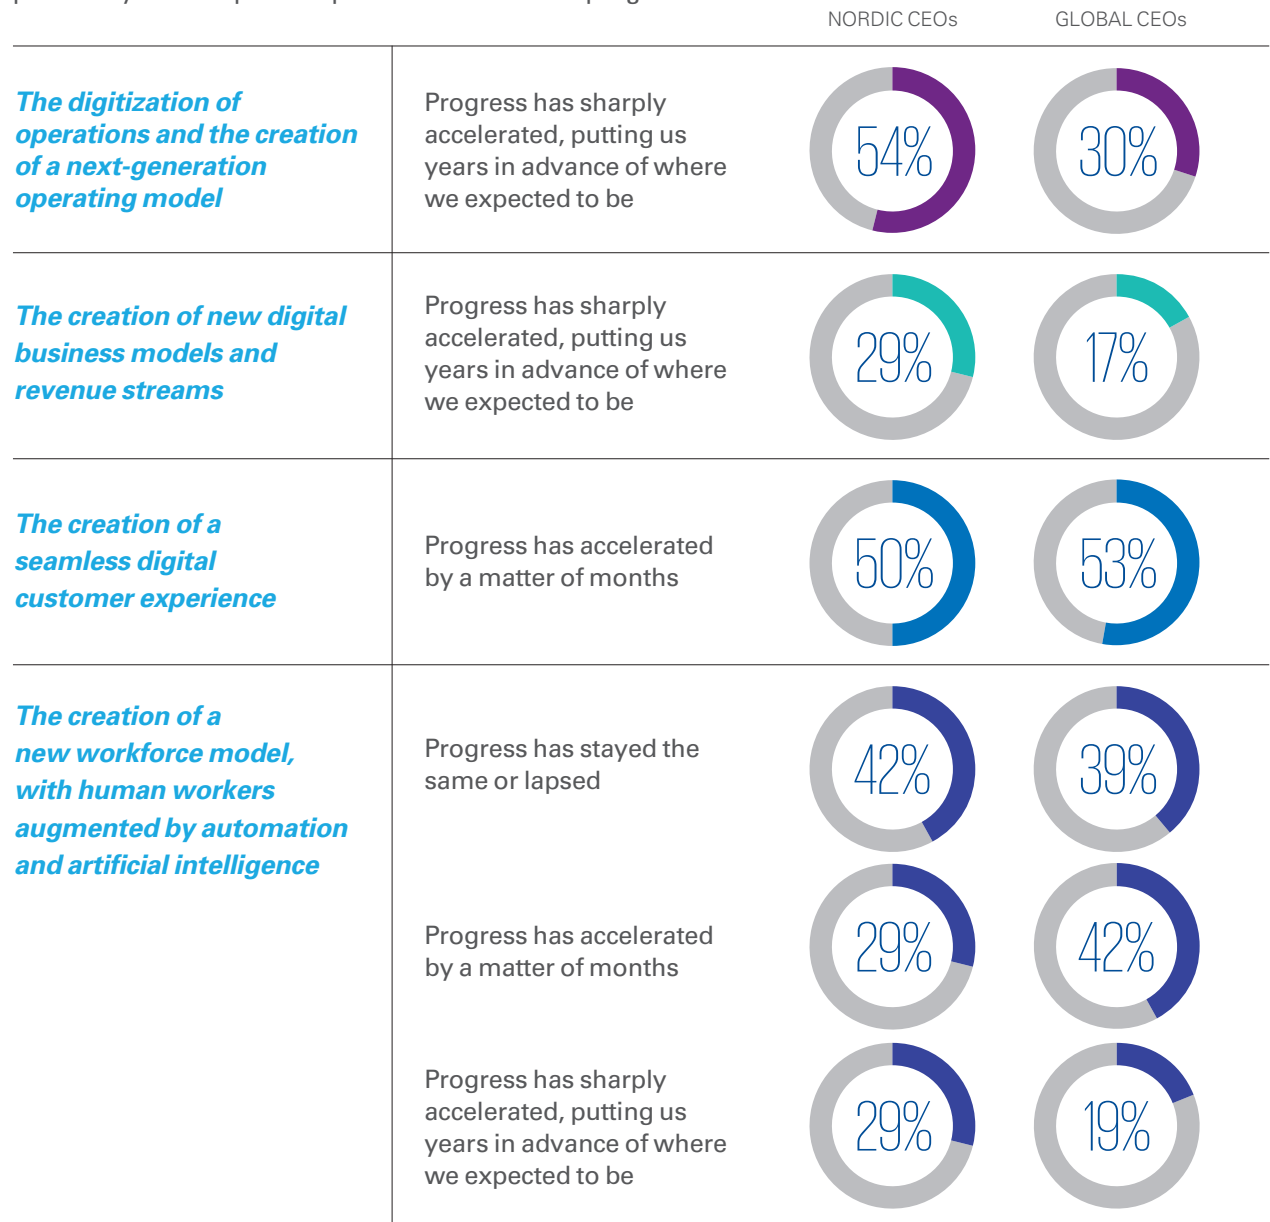 NORDIC CEOs GLOBAL CEOs
The digitization of
operations and the creation
of a next-generation
operating model
Progress has sharply
accelerated, putting us
years in advance of where
we expected to be
54% 30%
The creation of new digital
business models and
revenue streams
Progress has sharply
accelerated, putting us
years in advance of where
we expected to be
29% 17%
The creation of a
seamless digital
customer experience
Progress has accelerated
by a matter of months
50% 53%
The creation of a
new workforce model,
with human workers
augmented by automation
and artificial intelligence
Progress has stayed the
same or lapsed
42% 39%
Progress has accelerated
by a matter of months
29% 42%
Progress has sharply
accelerated, putting us
years in advance of where
we expected to be
29% 19%